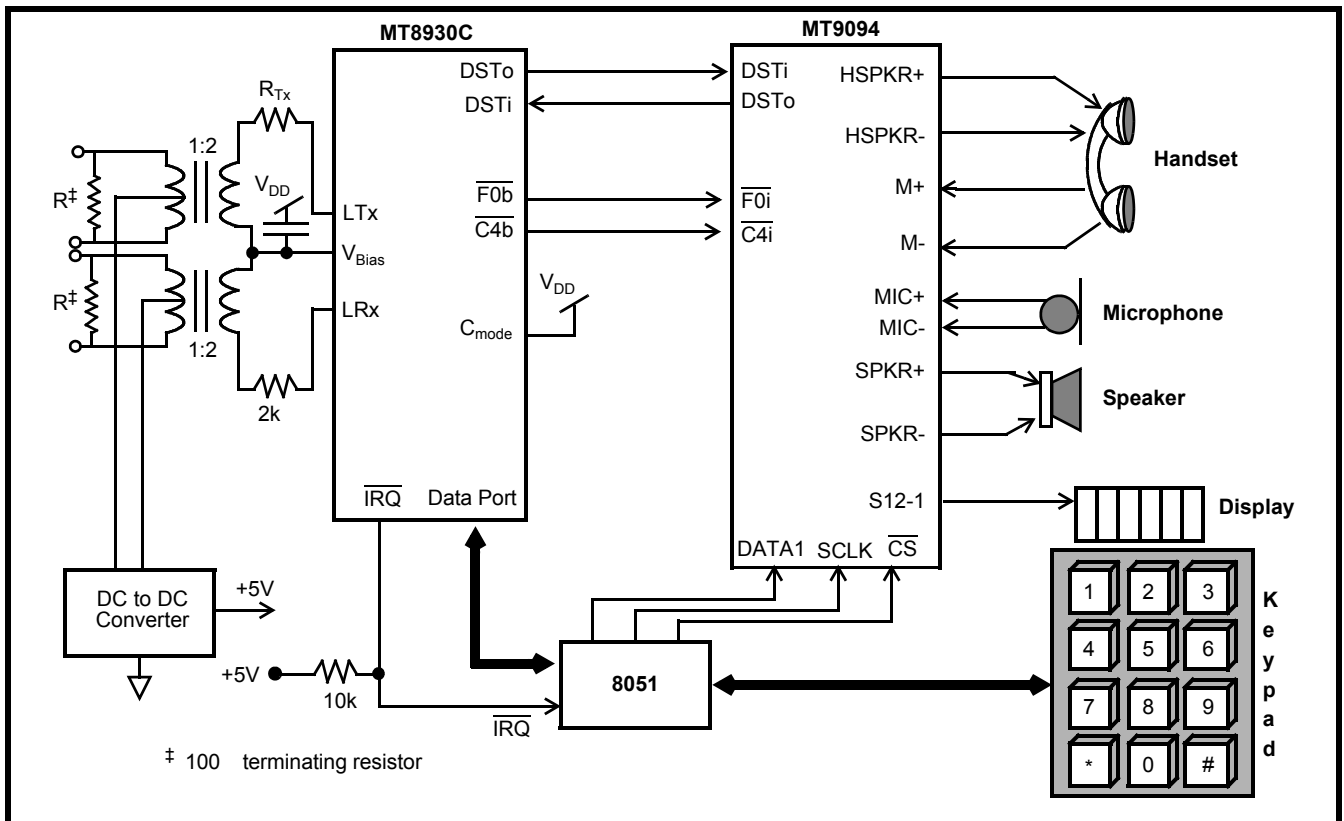 MT8930C
MT9094
DSTo
DSTi
DSTi
DSTo
HSPKR+
HSPKR-
Handset
M+
M-
R_Tx
1:2
R‡
V_DD
LTx
F0b
F0i
C4b
C4i
V_Bias
R‡
1:2
LRx
V_DD
C_mode
2k
MIC+
MIC-
Microphone
SPKR+
SPKR-
Speaker
IRQ
Data Port
S12-1
Display
DATA1
SCLK
CS
DC to DC
Converter
+5V
+5V
10k
8051
IRQ
1
2
3
4
5
6
7
8
9
*
0
#
Keypad
‡ 100 terminating resistor